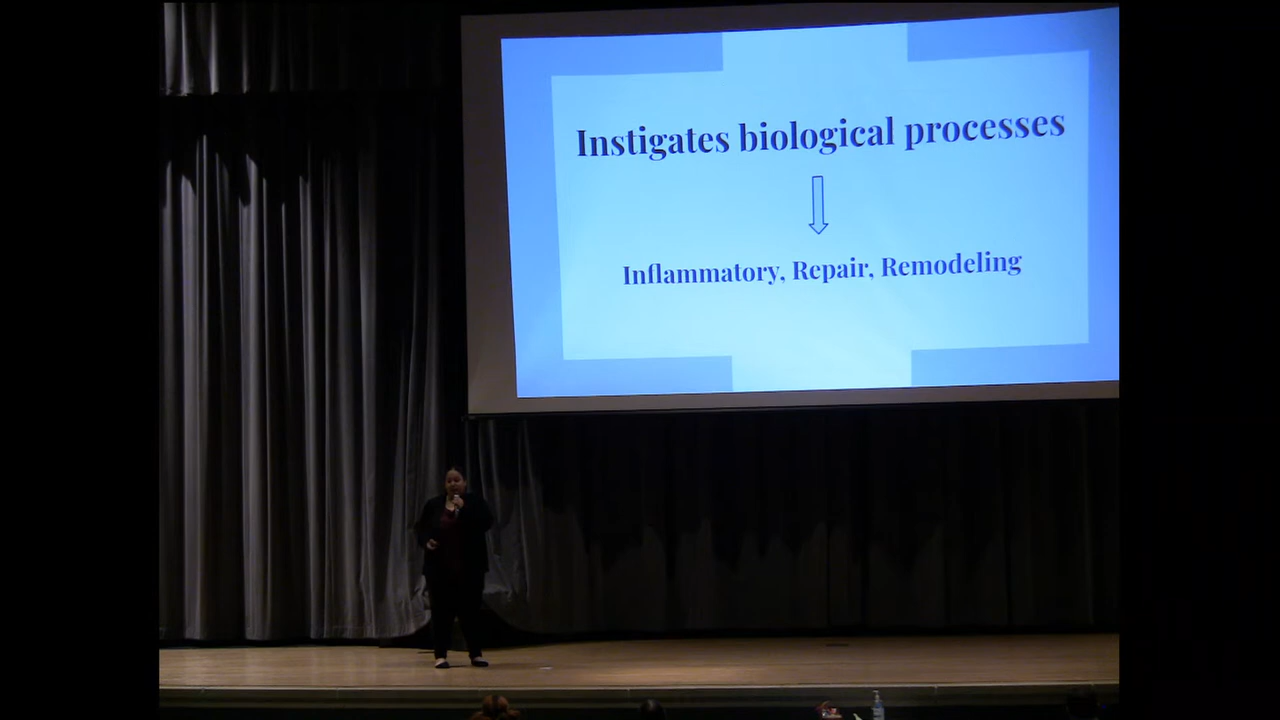 Instigates biological processes
Inflammatory, Repair, Remodeling